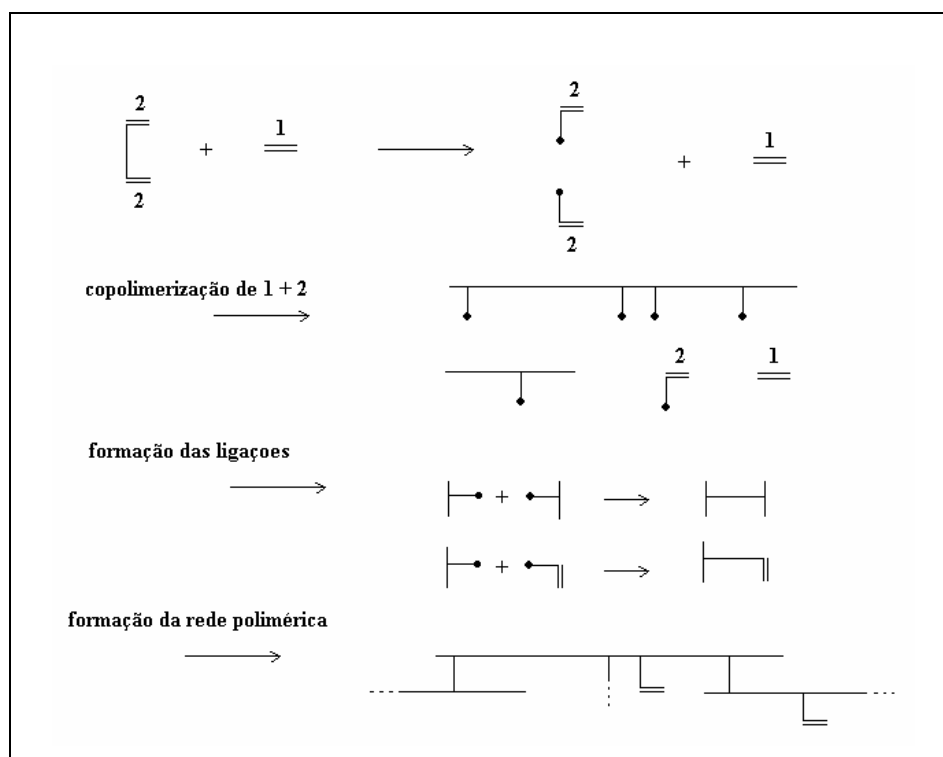 2 2
1
+ +
1
2 2
copolimerização de 1 + 2
2 1
formação das ligaçoes
+
+
formação da rede polimérica